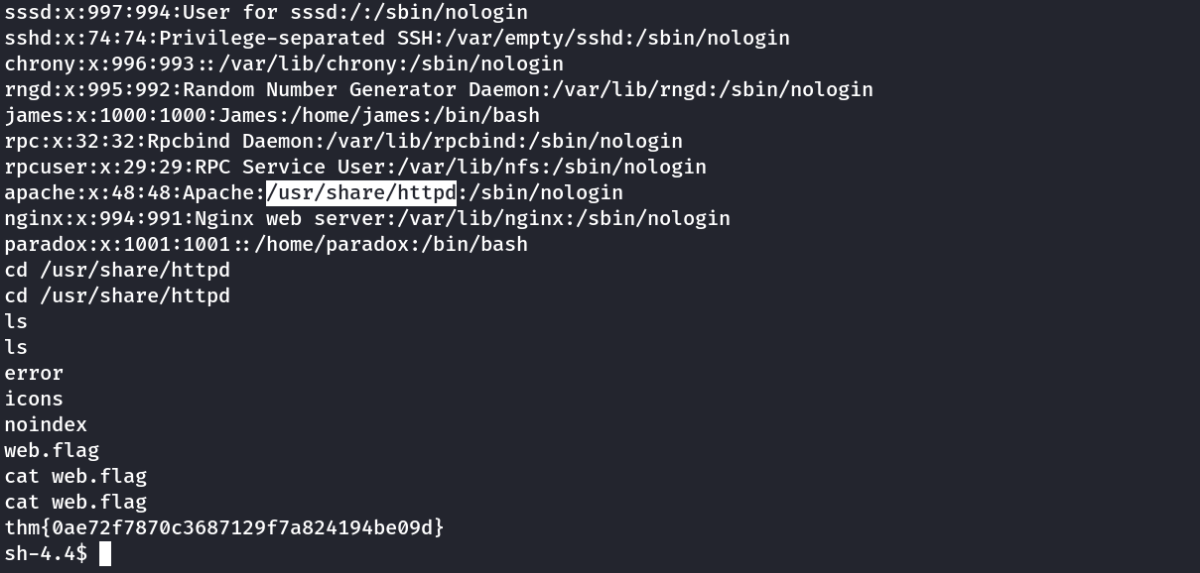 sssd:x:997:994:User for sssd:/:/sbin/nologin
sshd:x:74:74:Privilege-separated SSH:/var/empty/sshd:/sbin/nologin
chrony:x:996:993::/var/lib/chrony:/sbin/nologin
rngd:x:995:992:Random Number Generator Daemon:/var/lib/rngd:/sbin/nologin
james:x:1000:1000:James:/home/james:/bin/bash
rpc:x:32:32:Rpcbind Daemon:/var/lib/rpcbind:/sbin/nologin
rpcuser:x:29:29:RPC Service User:/var/lib/nfs:/sbin/nologin
apache:x:48:48:Apache:/usr/share/httpd:/sbin/nologin
nginx:x:994:991:Nginx web server:/var/lib/nginx:/sbin/nologin
paradox:x:1001:1001::/home/paradox:/bin/bash
cd /usr/share/httpd
cd /usr/share/httpd
ls
ls
error
icons
noindex
web.flag
cat web.flag
cat web.flag
thm{0ae72f7870c3687129f7a824194be09d}
sh-4.4$